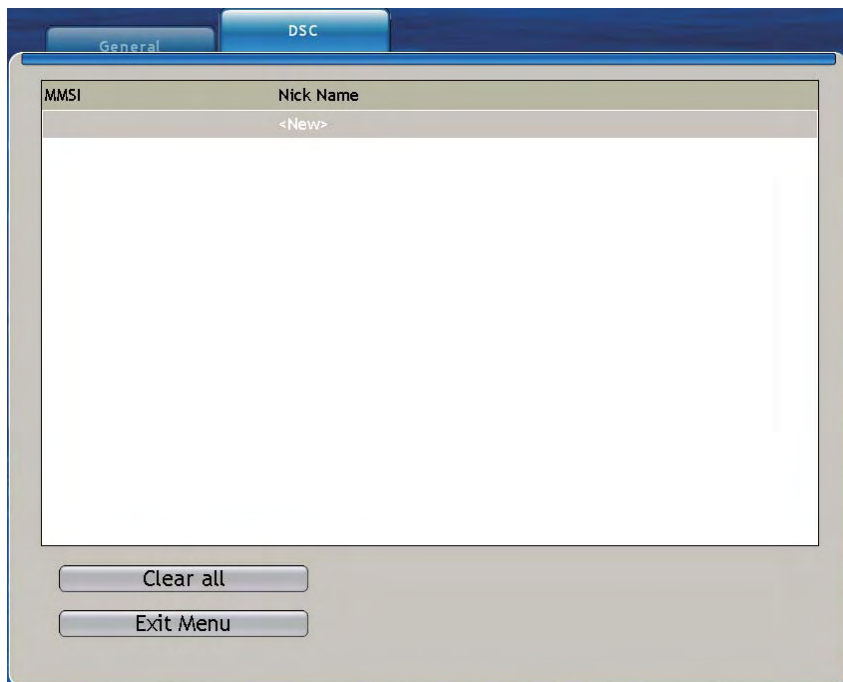 General
DSC
MMSI Nick Name
<New>
Clear all
Exit Menu